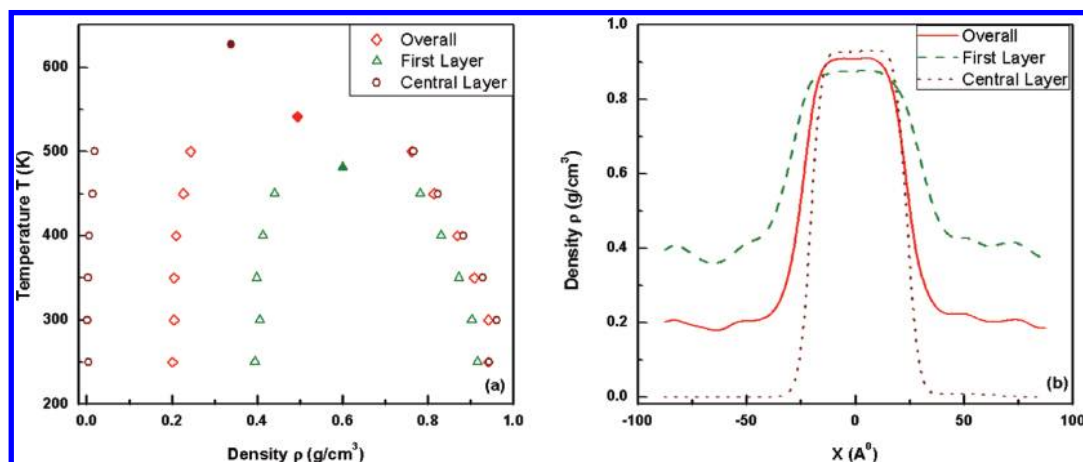 600
500
400
300
200
Temperature T (K)
Overall
First Layer
Central Layer
(a)
0.0 0.2 0.4 0.6 0.8 1.0
Density ρ (g/cm³)
1.0
0.8
0.6
0.4
0.2
0.0
Density ρ (g/cm³)
Overall
First Layer
Central Layer
(b)
-100 -50 0 50 100
X (A⁰)